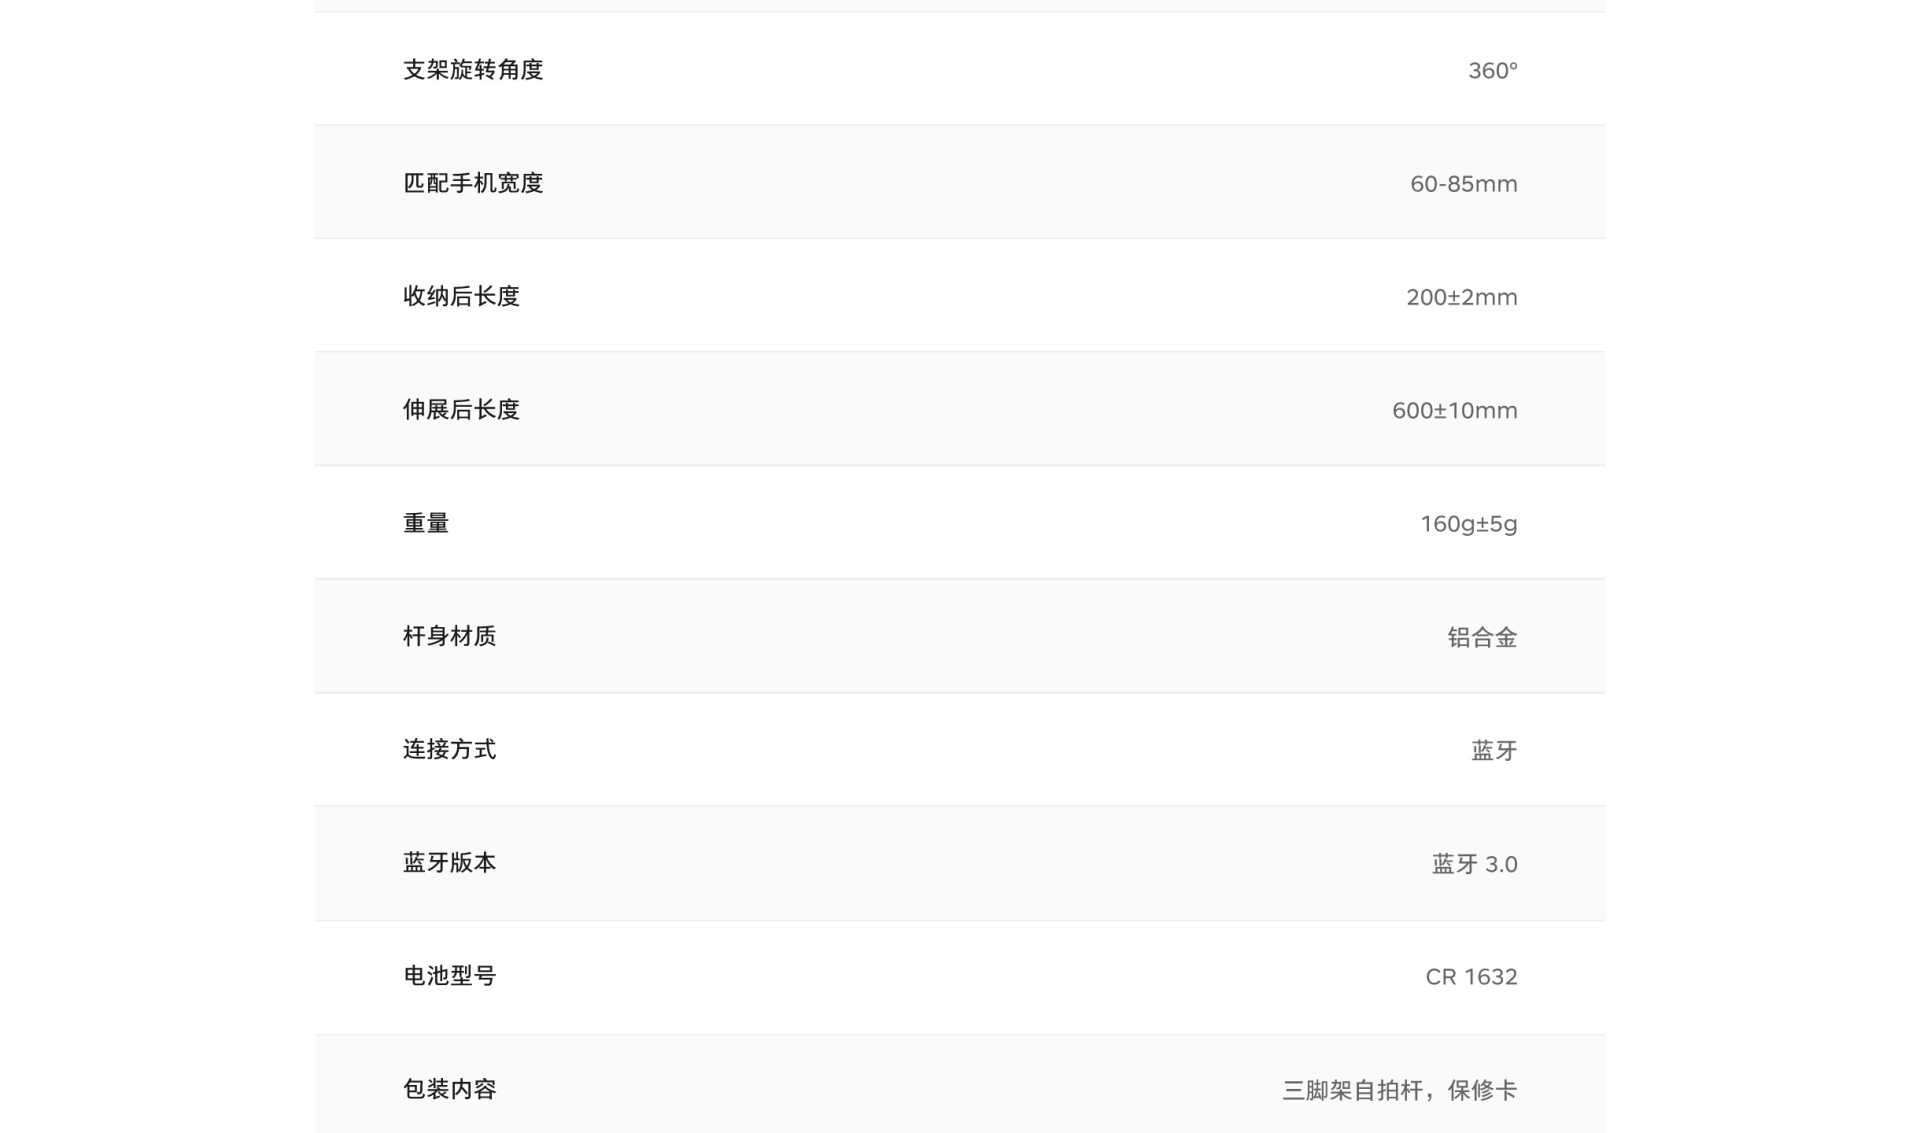 支架旋转角度 360°
匹配手机宽度 60-85mm
收纳后长度 200±2mm
伸展后长度 600±10mm
重量 160g±5g
杆身材质 铝合金
连接方式 蓝牙
蓝牙版本 蓝牙 3.0
电池型号 CR 1632
包装内容 三脚架自拍杆，保修卡